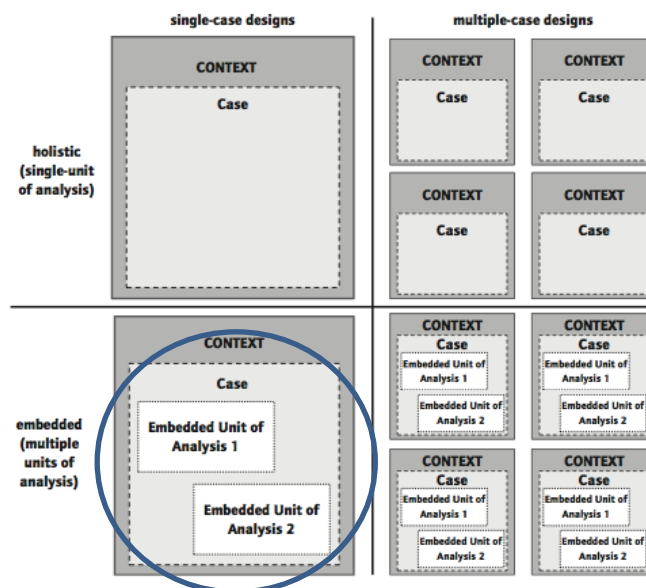 single-case designs
multiple-case designs
holistic
(single-unit
of analysis)
CONTEXT
Case
CONTEXT
Case
CONTEXT
Case
CONTEXT
Case
CONTEXT
Case
embedded
(multiple
units of
analysis)
CONTEXT
Case
Embedded Unit of
Analysis 1
Embedded Unit of
Analysis 2
CONTEXT
Case
Embedded Unit of
Analysis 1
Embedded Unit of
Analysis 2
CONTEXT
Case
Embedded Unit of
Analysis 1
Embedded Unit of
Analysis 2
CONTEXT
Case
Embedded Unit of
Analysis 1
Embedded Unit of
Analysis 2
CONTEXT
Case
Embedded Unit of
Analysis 1
Embedded Unit of
Analysis 2